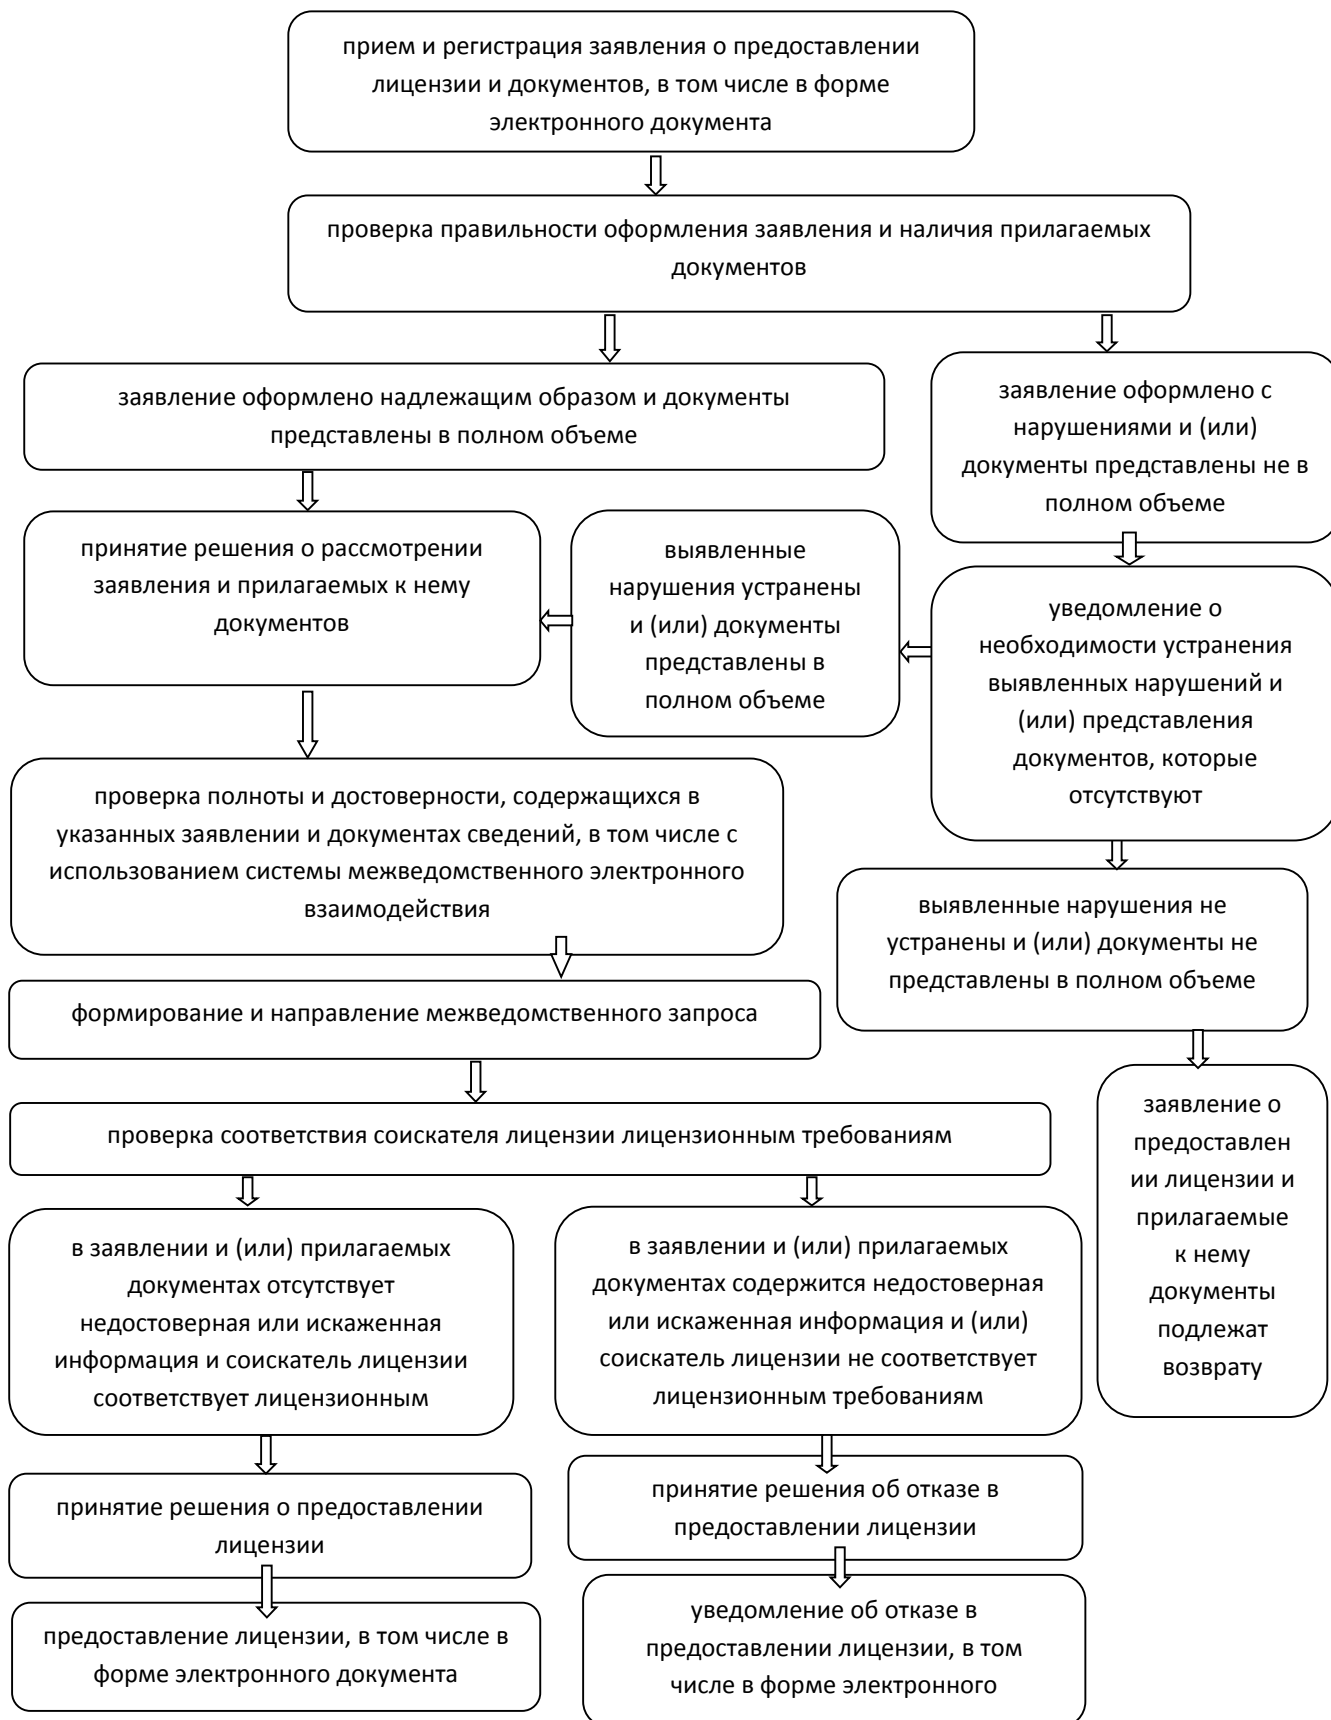 прием и регистрация заявления о предоставлении
лицензии и документов, в том числе в форме
электронного документа
проверка правильности оформления заявления и наличия прилагаемых
документов
заявление оформлено надлежащим образом и документы
представлены в полном объеме
заявление оформлено с
нарушениями и (или)
документы представлены не в
полном объеме
принятие решения о рассмотрении
заявления и прилагаемых к нему
документов
выявленные
нарушения устранены
и (или) документы
представлены в
полном объеме
уведомление о
необходимости устранения
выявленных нарушений и
(или) представления
документов, которые
отсутствуют
проверка полноты и достоверности, содержащихся в
указанных заявлении и документах сведений, в том числе с
использованием системы межведомственного электронного
взаимодействия
выявленные нарушения не
устранены и (или) документы не
представлены в полном объеме
формирование и направление межведомственного запроса
проверка соответствия соискателя лицензии лицензионным требованиям
заявление о
предоставлен
ии лицензии и
прилагаемые
к нему
документы
подлежат
возврату
в заявлении и (или) прилагаемых
документах отсутствует
недостоверная или искаженная
информация и соискатель лицензии
соответствует лицензионным
в заявлении и (или) прилагаемых
документах содержится недостоверная
или искаженная информация и (или)
соискатель лицензии не соответствует
лицензионным требованиям
принятие решения о предоставлении
лицензии
принятие решения об отказе в
предоставлении лицензии
предоставление лицензии, в том числе в
форме электронного документа
уведомление об отказе в
предоставлении лицензии, в том
числе в форме электронного